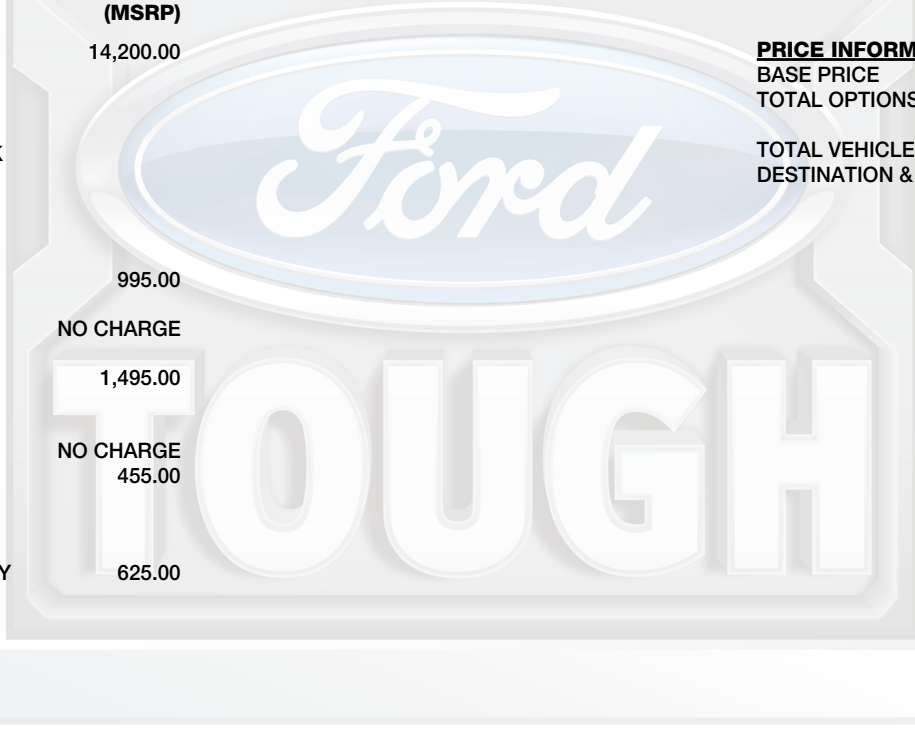 (MSRP)
14,200.00
995.00
NO CHARGE
1,495.00
NO CHARGE
455.00
Y 625.00
PRICE INFORM
BASE PRICE
TOTAL OPTIONS
TOTAL VEHICLE
DESTINATION &
Ford
TOUGH